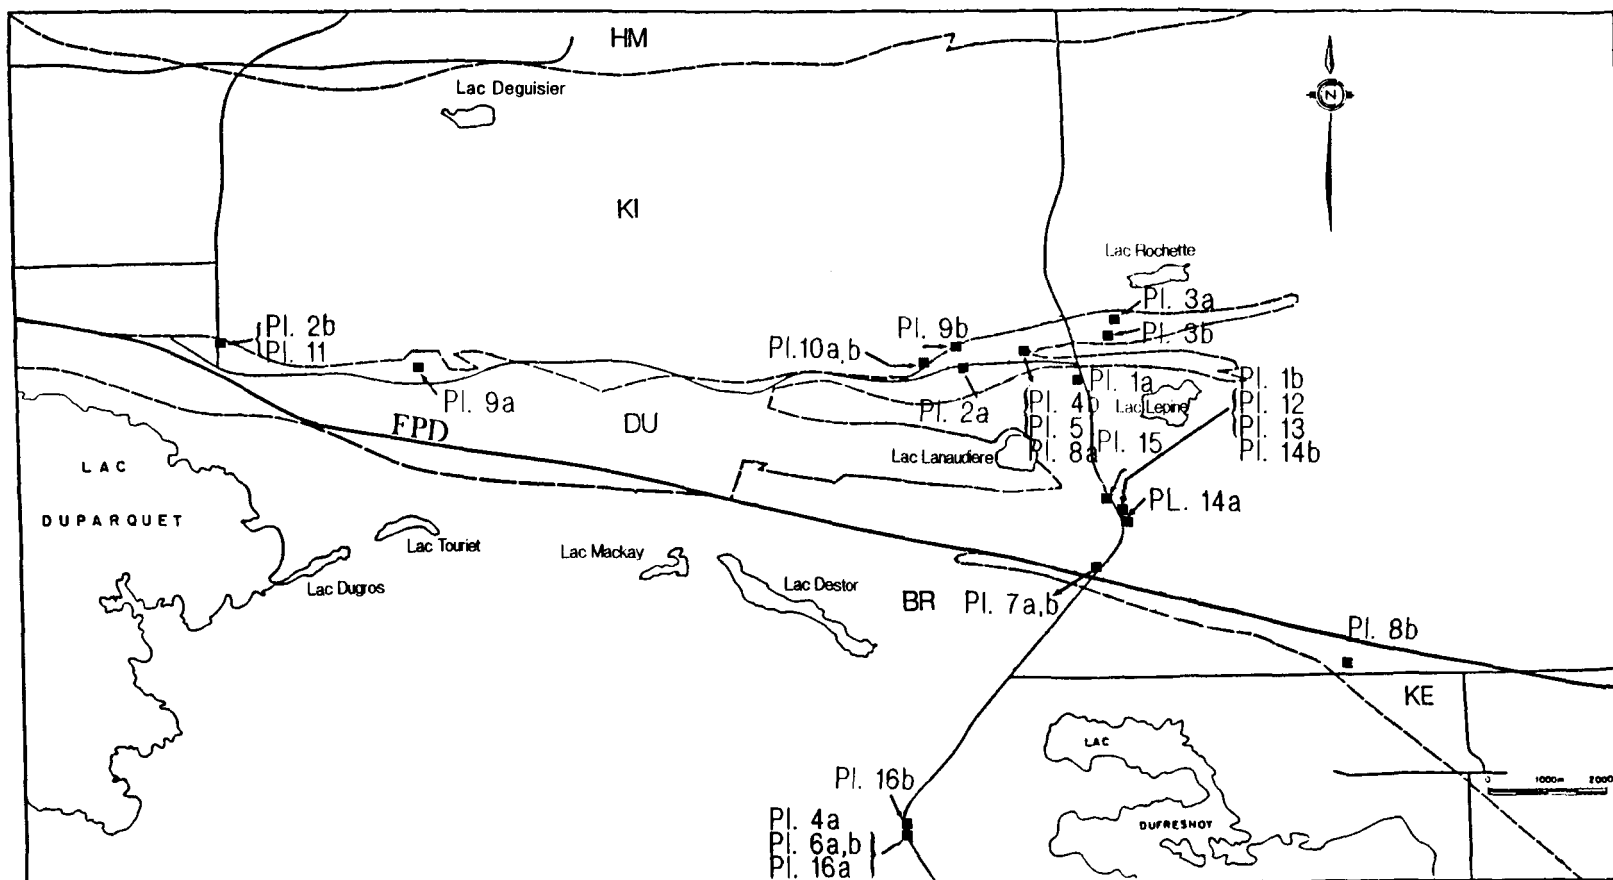 HM
Lac Deguisier
N
KI
Lac Rochette
Pl. 3a
Pl. 2b
Pl. 11
Pl. 9b
Pl. 3b
Pl.10a,b
Pl. 9a
Pl. 2a
Pl. 1a
Pl. 1b
Pl. 4b
Lac Lepine
Pl. 12
FPD
DU
Pl. 5
Pl. 13
Pl. 8a
Pl. 15
Pl. 14b
Lac Lanaudiere
LAC
DUPARQUET
PL. 14a
Lac Touriet
Lac Mackay
Lac Dugros
Lac Destor
BR
Pl. 7a,b
Pl. 8b
KE
LAC
DUFRESNOY
Pl. 16b
0 1000m 2000
Pl. 4a
Pl. 6a,b
Pl. 16a